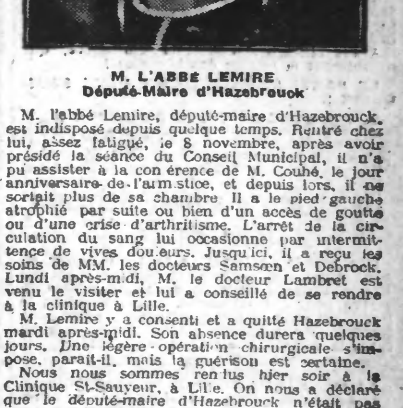 M. L'ABBÉ LEMIRE
Député-Maire d'Hazebrouck
M. l'abbé Lemire, député-maire d'Hazebrouck,
est indisposé depuis quelque temps. Rentré chez
lui, assez fatigué, le 8 novembre, après avoir
présidé la séance du Conseil Municipal, il n'a
pu assister à la con érence de M. Couhé, le jour
anniversaire de l'armistice, et depuis lors, il ne
sortait plus de sa chambre Il a le pied gauche
atrophié par suite ou bien d'un accès de goutte
ou d'une crise d'arthritisme. L'arrêt de la cir-
culation du sang lui occasionne par intermit-
tence de vives douleurs. Jusqu'ici, il a reçu les
soins de MM. les docteurs Samsœn et Debrock.
Lundi après-midi, M. le docteur Lambret est
venu le visiter et lui a conseillé de se rendre
à la clinique à Lille.
M. Lemire y a consenti et a quitté Hazebrouck
mardi après-midi. Son absence durera quelques
jours. Une légère opération chirurgicale s'im-
pose, paraît-il, mais la guérison est certaine.
Nous nous sommes rendus hier soir à la
Clinique St-Sauveur, à Lille. On nous a déclaré
que le député-maire d'Hazebrouck n'était pas